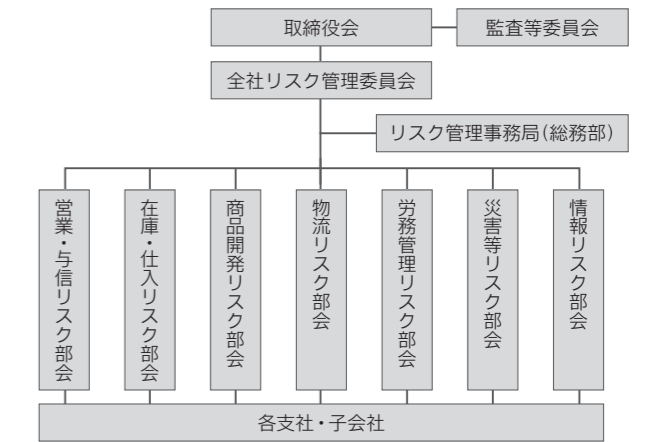 取締役会
監査等委員会
全社リスク管理委員会
リスク管理事務局(総務部)
営業・与信リスク部会
在庫・仕入リスク部会
商品開発リスク部会
物流リスク部会
労務管理リスク部会
災害等リスク部会
情報リスク部会
各支社・子会社